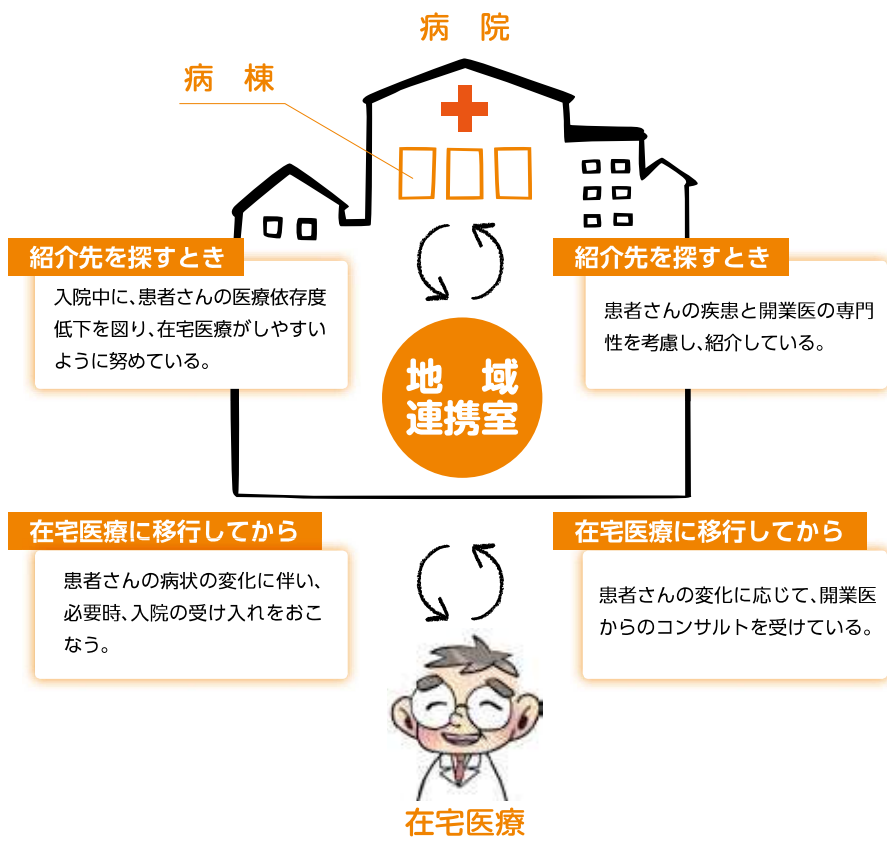 病　院
病　棟
紹介先を探すとき
入院中に、患者さんの医療依存度
低下を図り、在宅医療がしやすい
ように努めている。
紹介先を探すとき
患者さんの疾患と開業医の専門
性を考慮し、紹介している。
地　域
連携室
在宅医療に移行してから
患者さんの病状の変化に伴い、
必要時、入院の受け入れをおこ
なう。
在宅医療に移行してから
患者さんの変化に応じて、開業医
からのコンサルトを受けている。
在宅医療